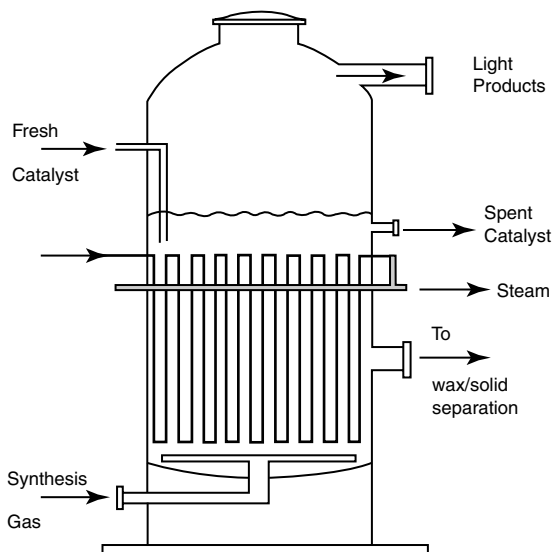 Light
Products
Fresh
Catalyst
Spent
Catalyst
Steam
To
wax/solid
separation
Synthesis
Gas